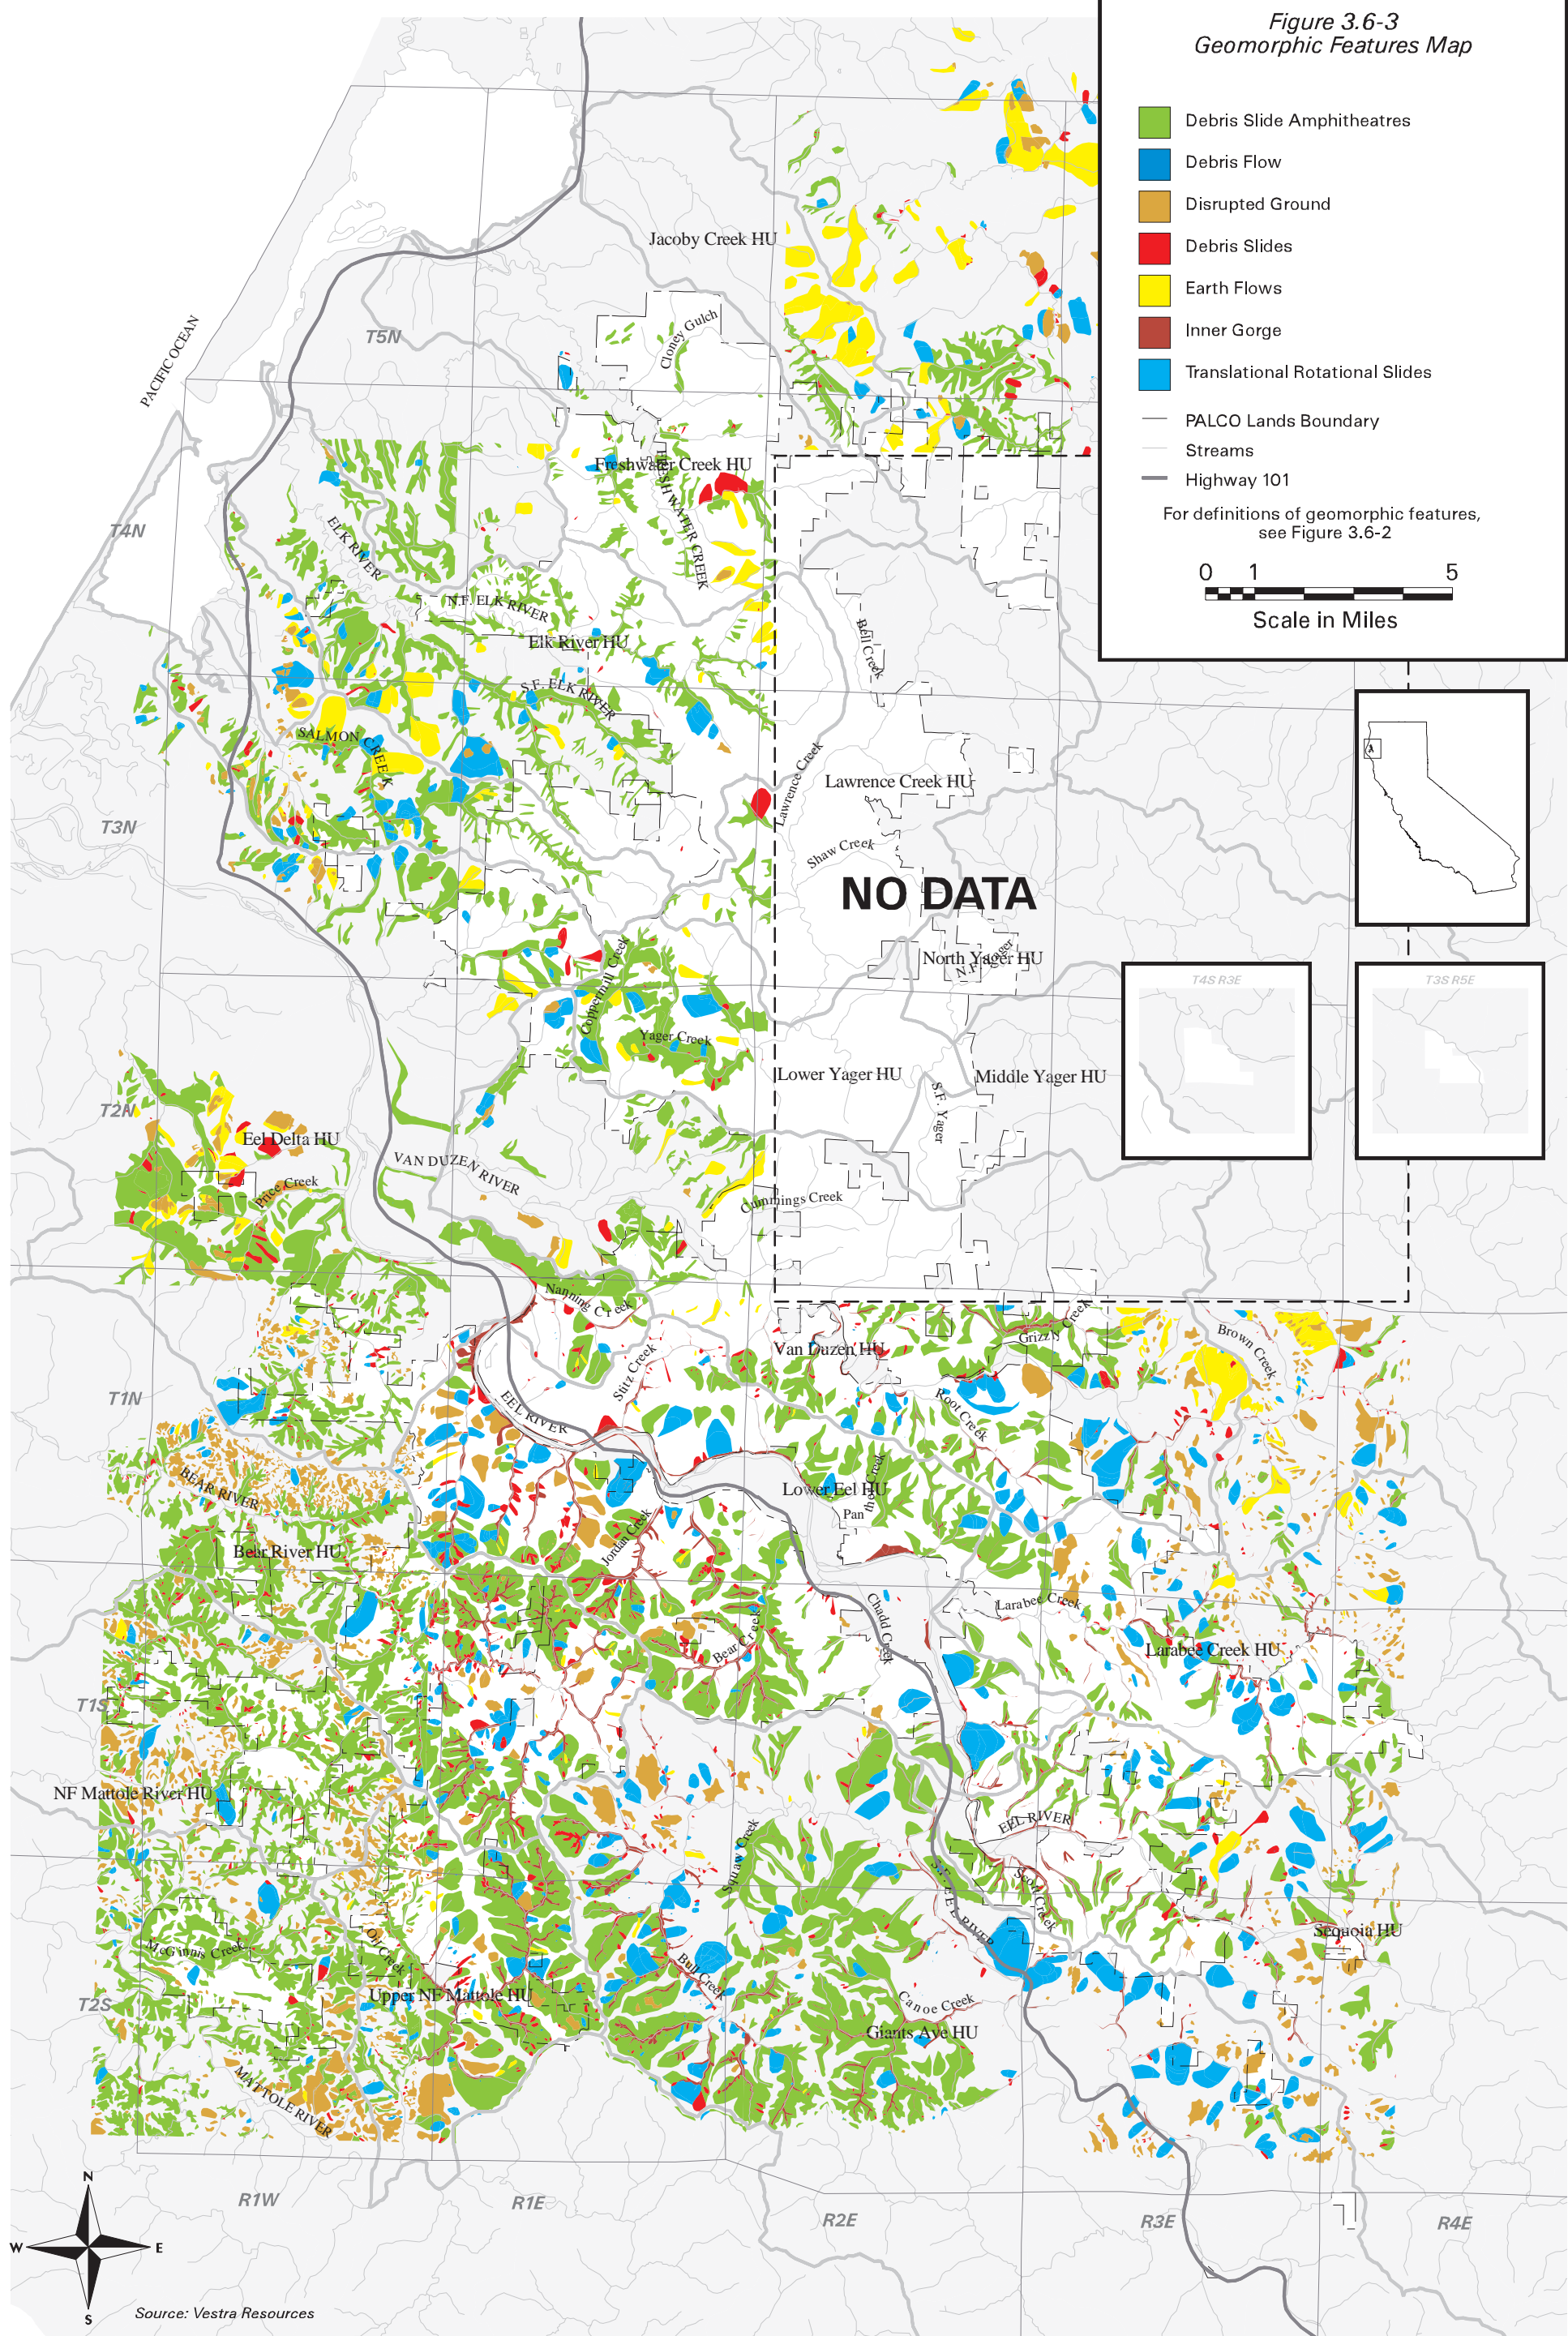 Figure 3.6-3
Geomorphic Features Map
Debris Slide Amphitheatres
Debris Flow
Disrupted Ground
Debris Slides
Earth Flows
Inner Gorge
Translational Rotational Slides
PALCO Lands Boundary
Streams
Highway 101
For definitions of geomorphic features,
see Figure 3.6-2
0 1 5
Scale in Miles
Jacoby Creek HU
Cloney Gulch
T5N
PACIFIC OCEAN
Freshwater Creek HU
FRESHWATER CREEK
T4N
ELK RIVER
N.F. ELK RIVER
Elk River HU
Bell Creek
S.F. ELK RIVER
SALMON CREEK
Lawrence Creek
Lawrence Creek HU
T3N
Shaw Creek
NO DATA
North Yager HU
N.F. Yager
Coppermill Creek
T4S R3E
T3S R5E
Yager Creek
Lower Yager HU
Middle Yager HU
S.F. Yager
T2N
Eel Delta HU
VAN DUZEN RIVER
Price Creek
Cummings Creek
Nanning Creek
Grizzly Creek
Van Duzen HU
Brown Creek
Stitz Creek
T1N
EEL RIVER
Root Creek
BEAR RIVER
Lower Eel HU
Panther Creek
Jordan Creek
Bear River HU
Chadd Creek
Larabee Creek
Bear Creek
Larabee Creek HU
T1S
NF Mattole River HU
EEL RIVER
Squaw Creek
Scott Creek
S.F. EEL RIVER
Sequoia HU
McGinnis Creek
Oil Creek
Bull Creek
Upper NF Mattole HU
T2S
Canoe Creek
Giants Ave HU
MATTOLE RIVER
N
W
E
S
R1W
R1E
R2E
R3E
R4E
Source: Vestra Resources